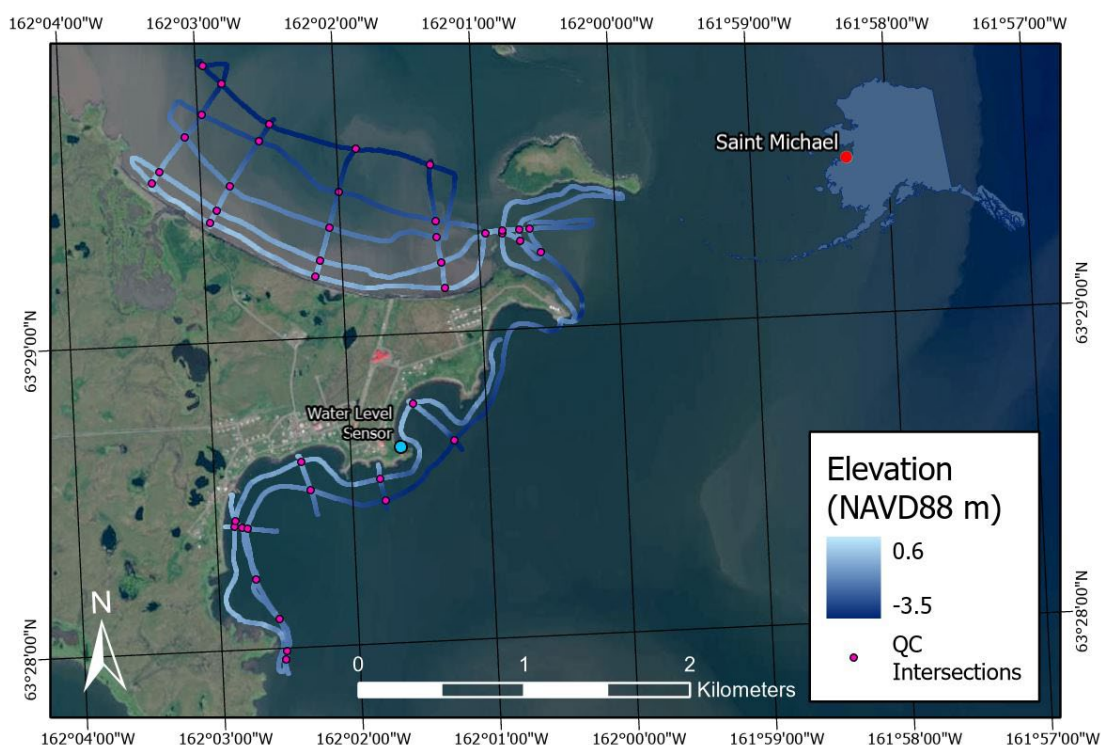 162°04'00"W 162°03'00"W 162°02'00"W 162°01'00"W 162°00'00"W 161°59'00"W 161°58'00"W 161°57'00"W
Saint Michael
63°29'00"N
63°29'00"N
Water Level
Sensor
Elevation
(NAVD88 m)
0.6
-3.5
QC
Intersections
63°28'00"N
63°28'00"N
N
0 1 2
Kilometers
162°04'00"W 162°03'00"W 162°02'00"W 162°01'00"W 162°00'00"W 161°59'00"W 161°58'00"W 161°57'00"W